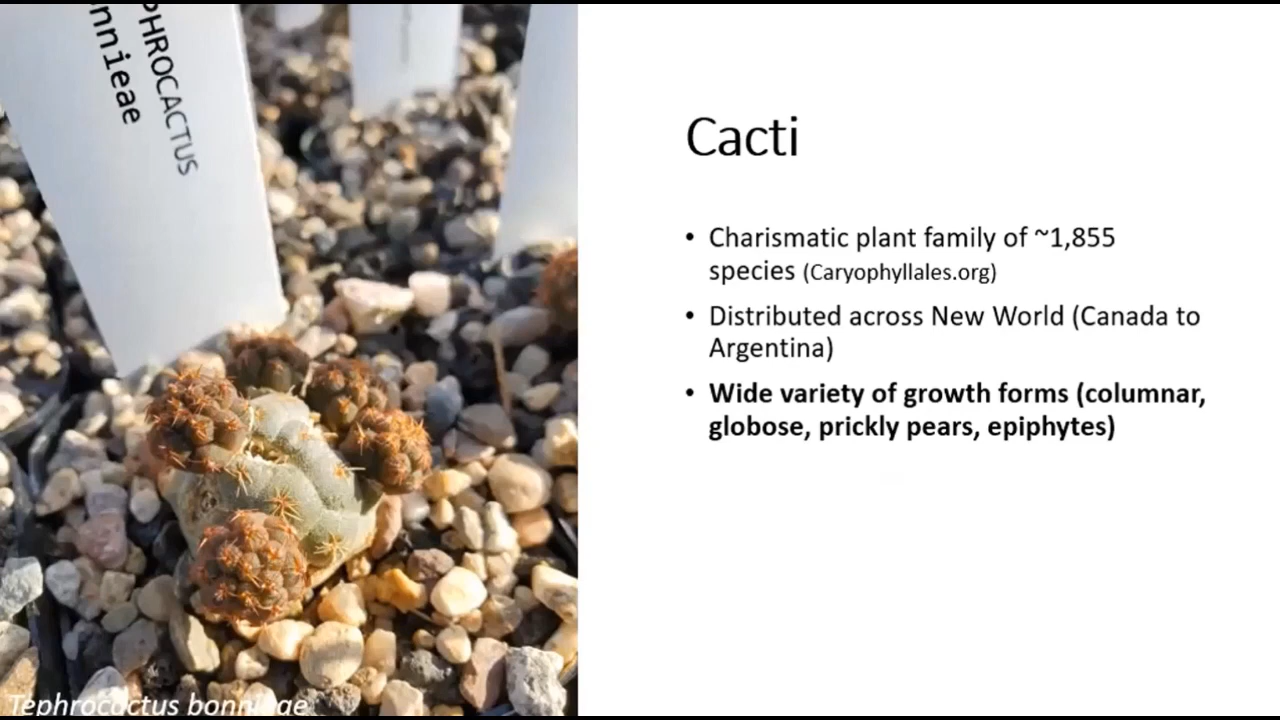 PHROCACTUS
nnieae
Cacti
• Charismatic plant family of ~1,855
species (Caryophyllales.org)
• Distributed across New World (Canada to
Argentina)
• Wide variety of growth forms (columnar,
globose, prickly pears, epiphytes)
Tephrocactus bonnieae